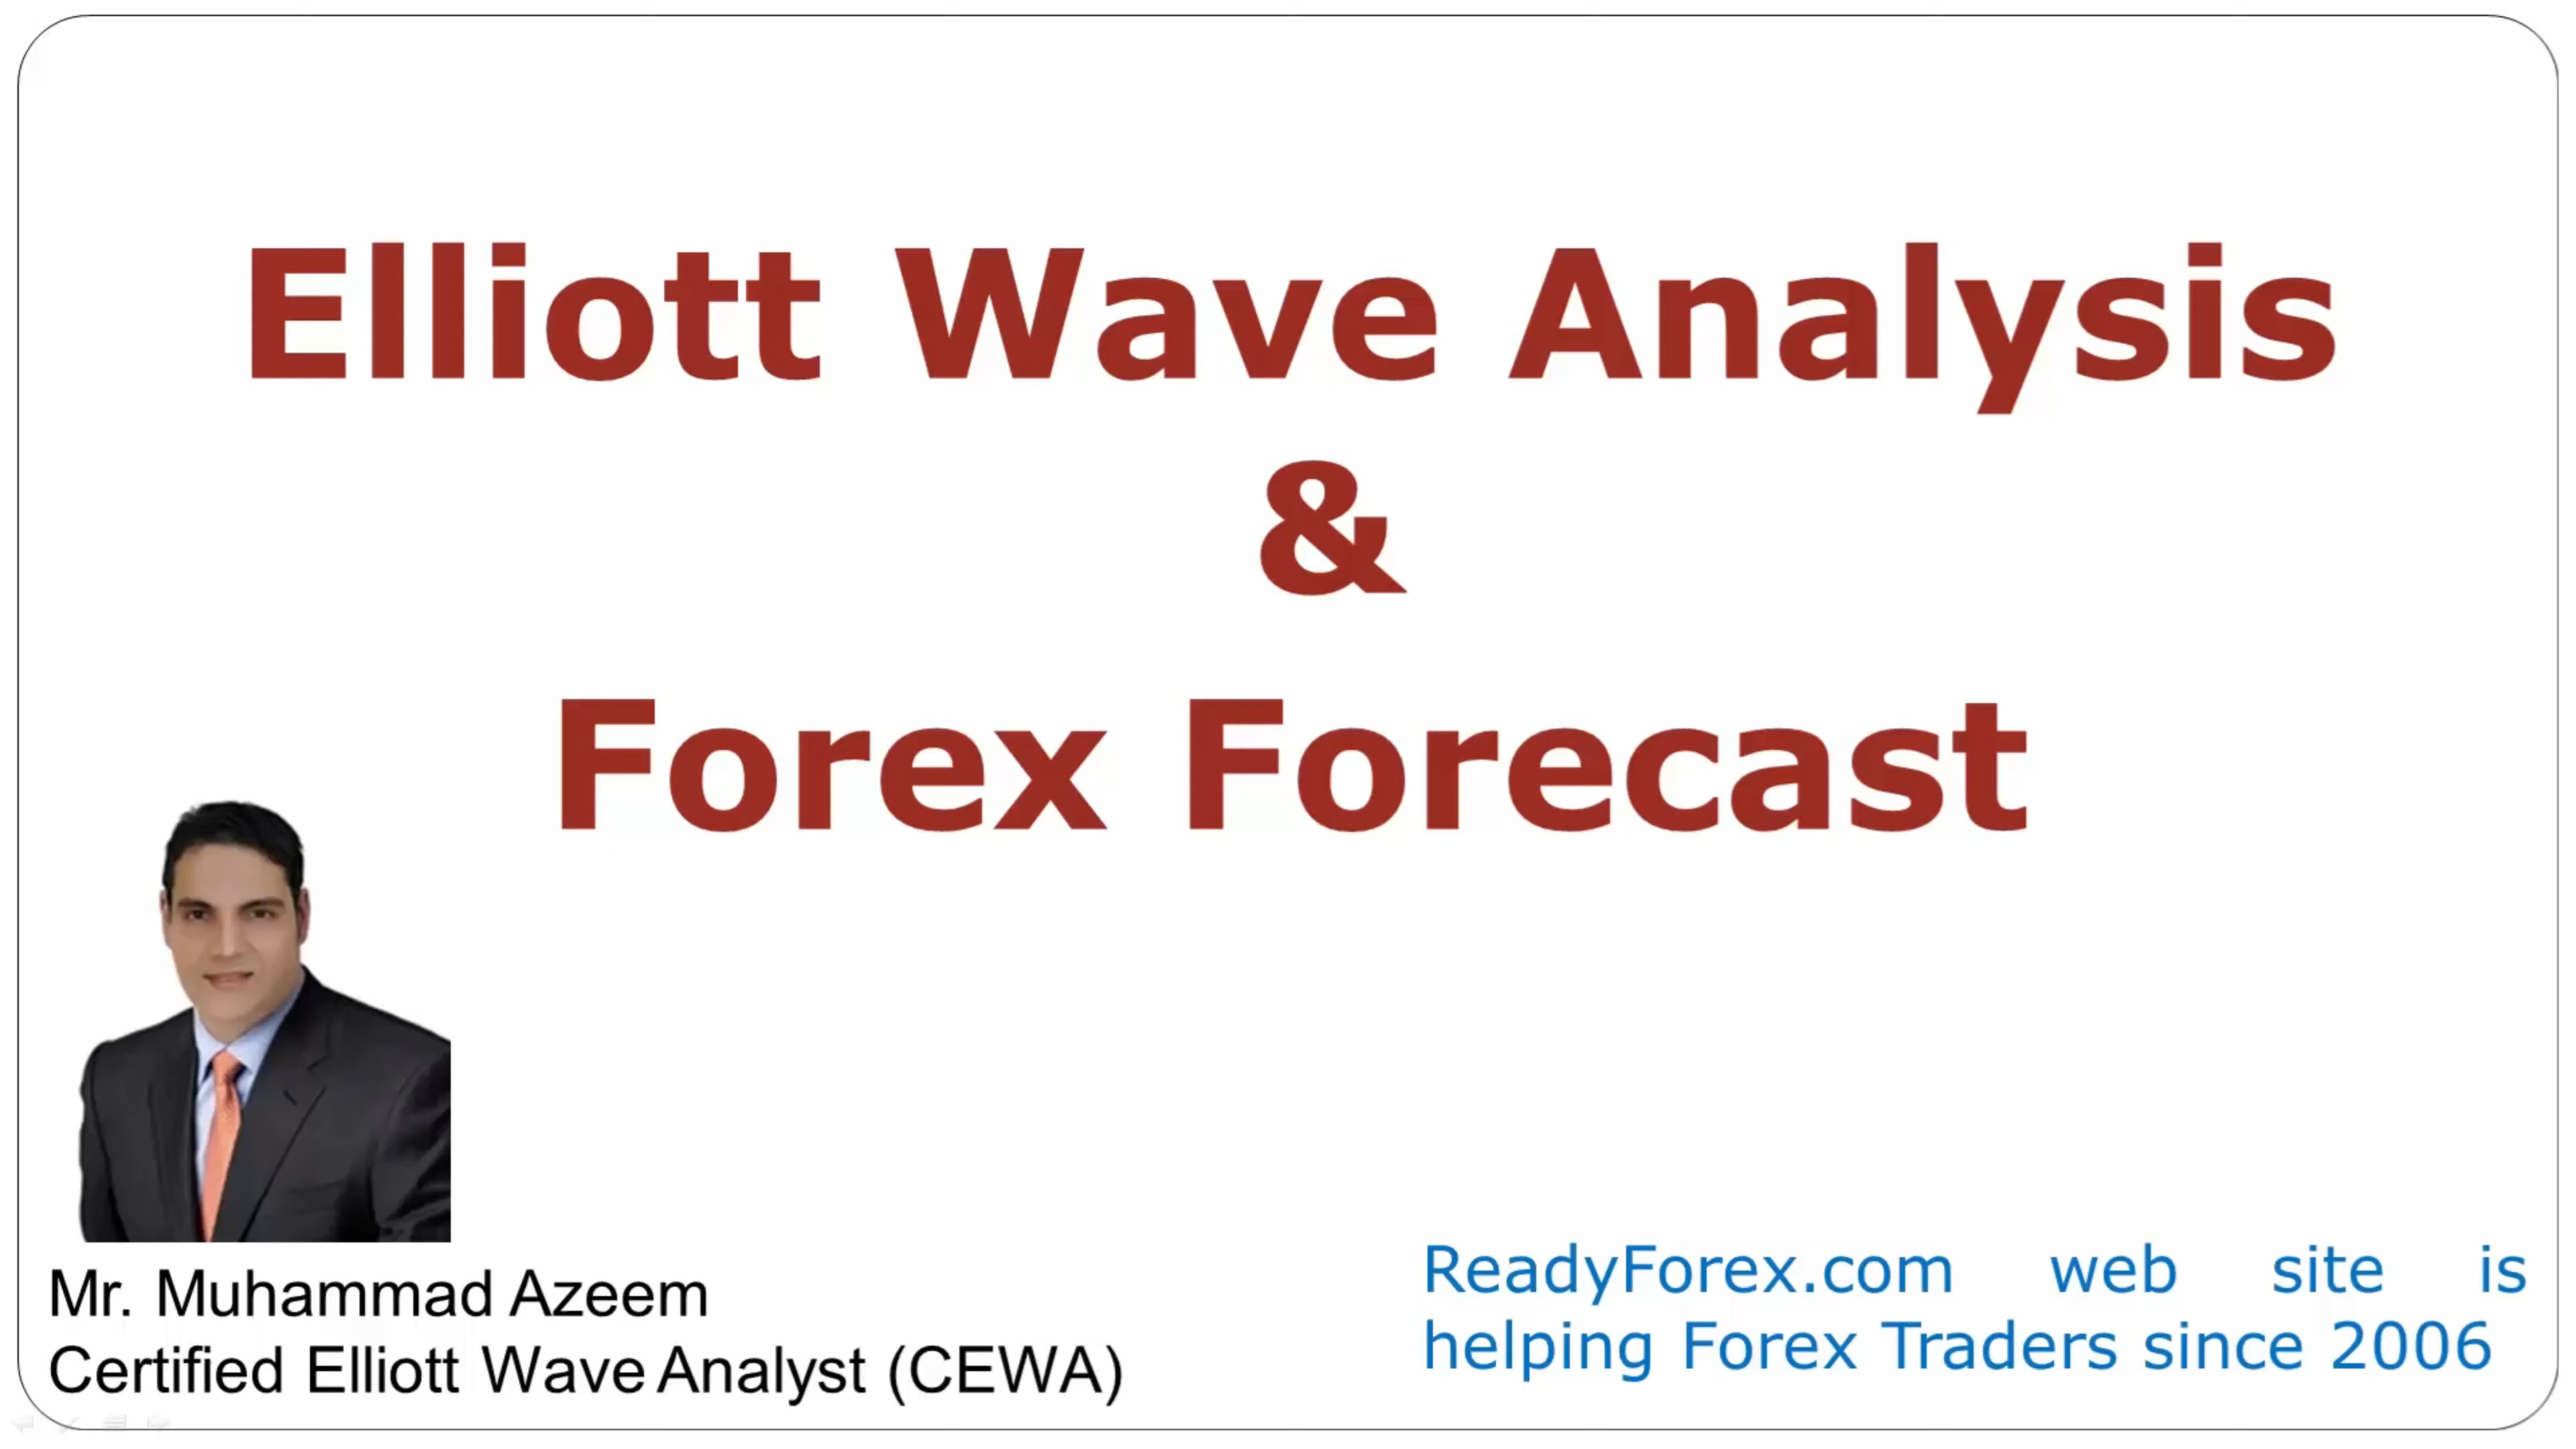 Elliott Wave Analysis
&
Forex Forecast
Mr. Muhammad Azeem
Certified Elliott Wave Analyst (CEWA)
ReadyForex.com web site is
helping Forex Traders since 2006